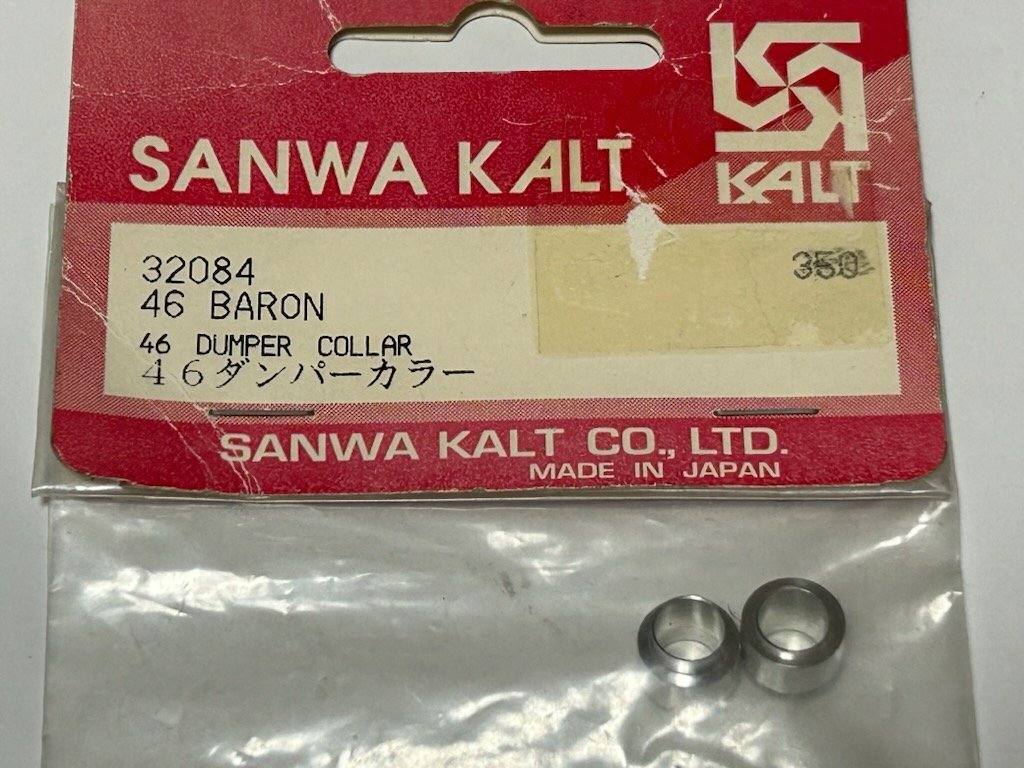 SANWA KALT
KALT
32084
350
46 BARON
46 DUMPER COLLAR
46ダンパーカラー
SANWA KALT CO., LTD.
MADE IN JAPAN